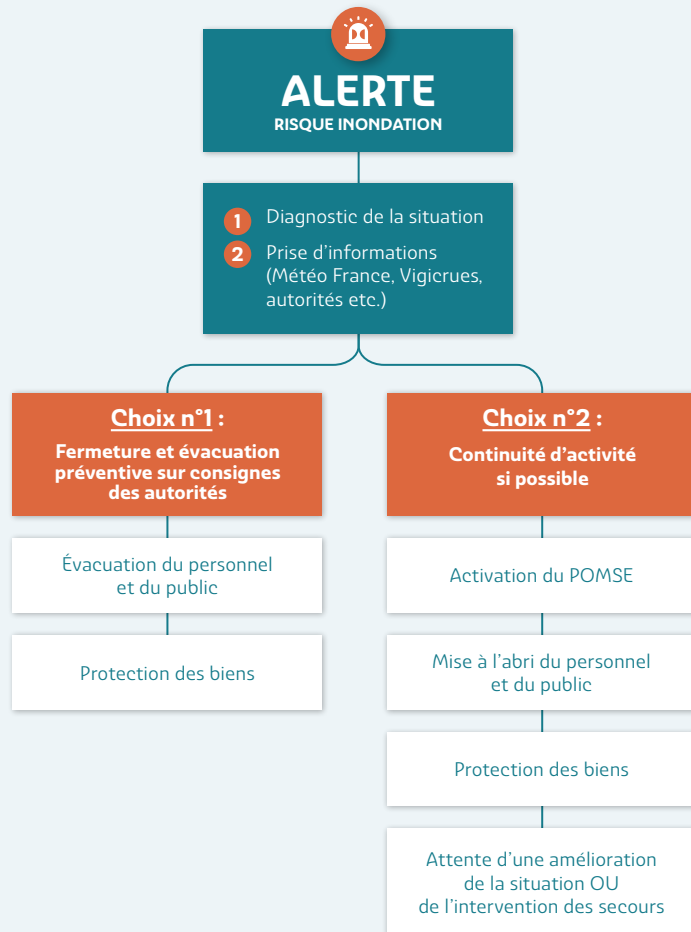 ALERTE
RISQUE INONDATION
1 Diagnostic de la situation
2 Prise d'informations
(Météo France, Vigicrues,
autorités etc.)
Choix n°1 :
Fermeture et évacuation
préventive sur consignes
des autorités
Évacuation du personnel
et du public
Protection des biens
Choix n°2 :
Continuité d'activité
si possible
Activation du POMSE
Mise à l'abri du personnel
et du public
Protection des biens
Attente d'une amélioration
de la situation OU
de l'intervention des secours